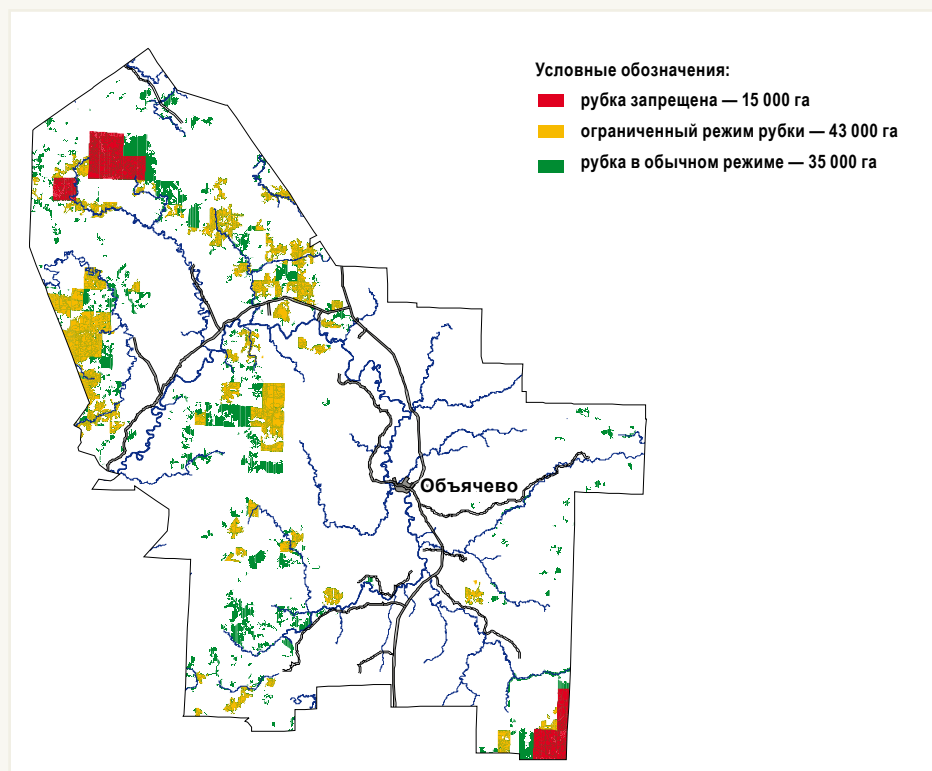 Условные обозначения:
рубка запрещена — 15 000 га
ограниченный режим рубки — 43 000 га
рубка в обычном режиме — 35 000 га
Объячево